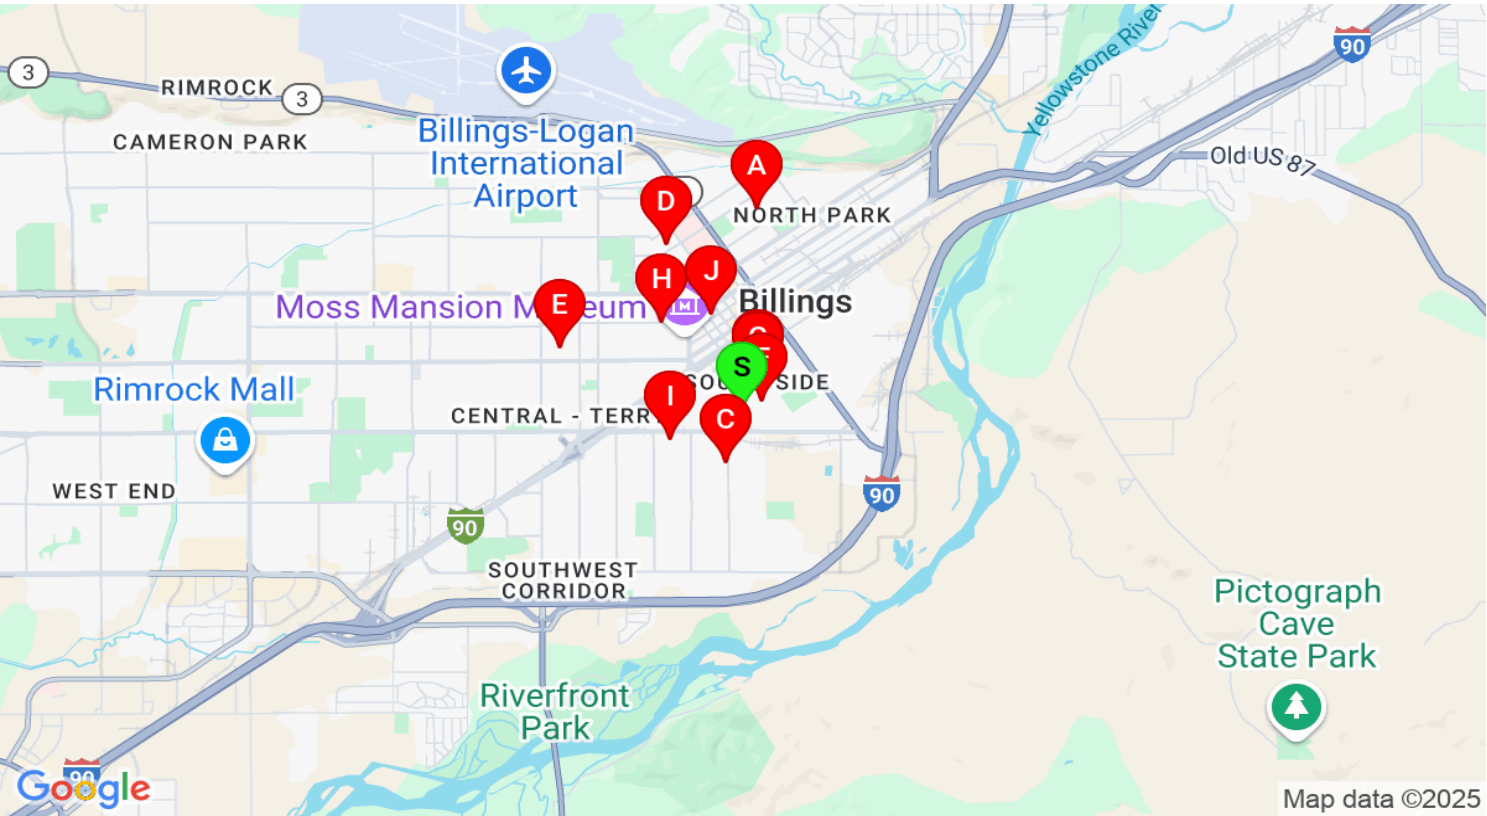 3
RIMROCK
3
CAMERON PARK
Billings-Logan
International
Airport
90
Yellowstone River
Old US 87
A
D
NORTH PARK
H
J
E
Moss Mansion M
eum
Billings
S
SIDE
Rimrock Mall
I
C
CENTRAL - TERR
WEST END
90
90
SOUTHWEST
CORRIDOR
Pictograph
Cave
State Park
Riverfront
Park
90
Google
Map data ©2025